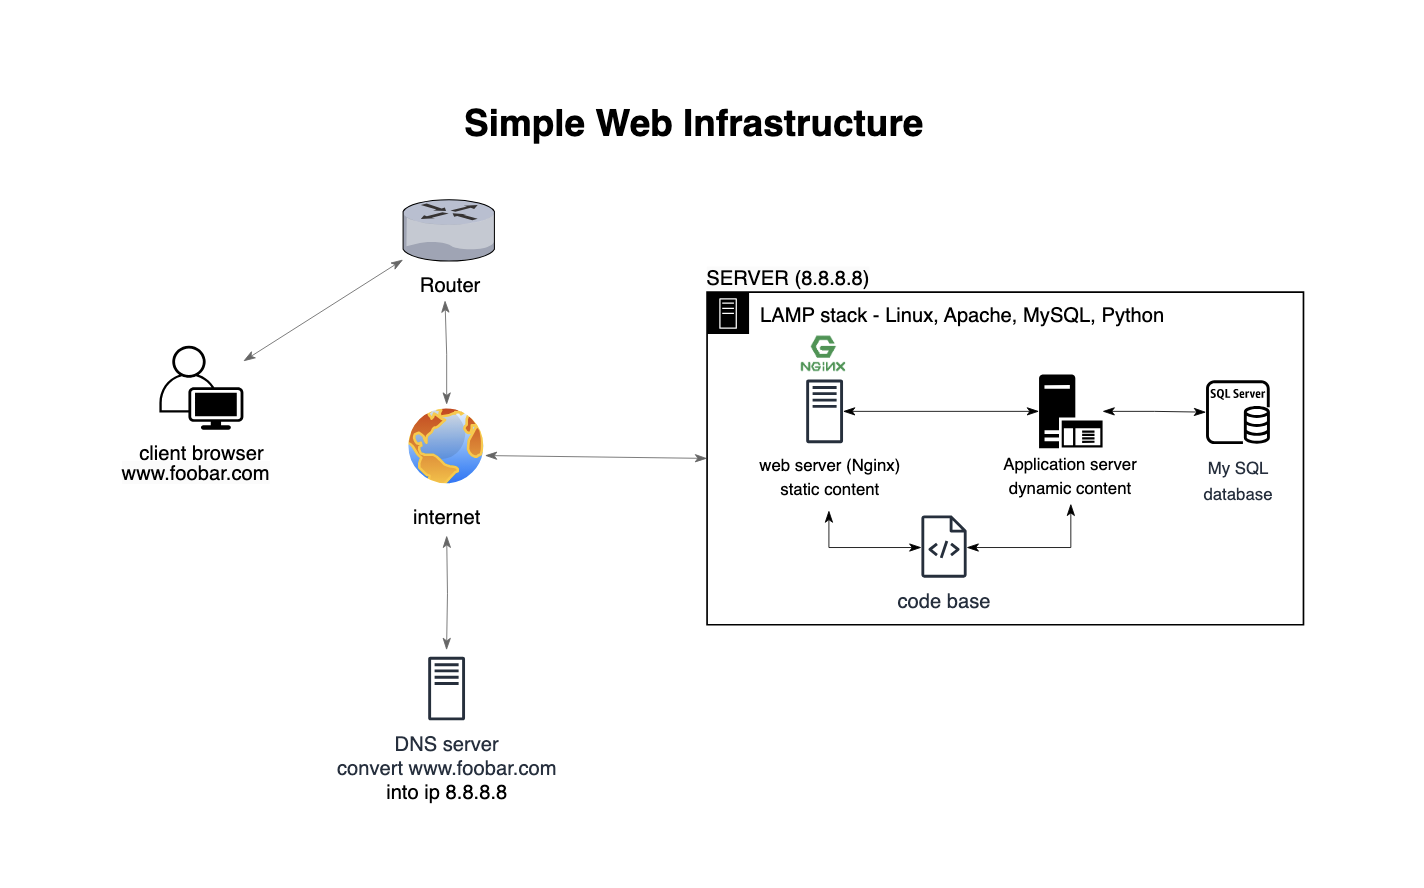 Simple Web Infrastructure
Router
client browser
www.foobar.com
internet
DNS server
convert www.foobar.com
into ip 8.8.8.8
SERVER (8.8.8.8)
LAMP stack - Linux, Apache, MySQL, Python
NGiNX
web server (Nginx)
static content
Application server
dynamic content
SQL Server
My SQL
database
</>
code base